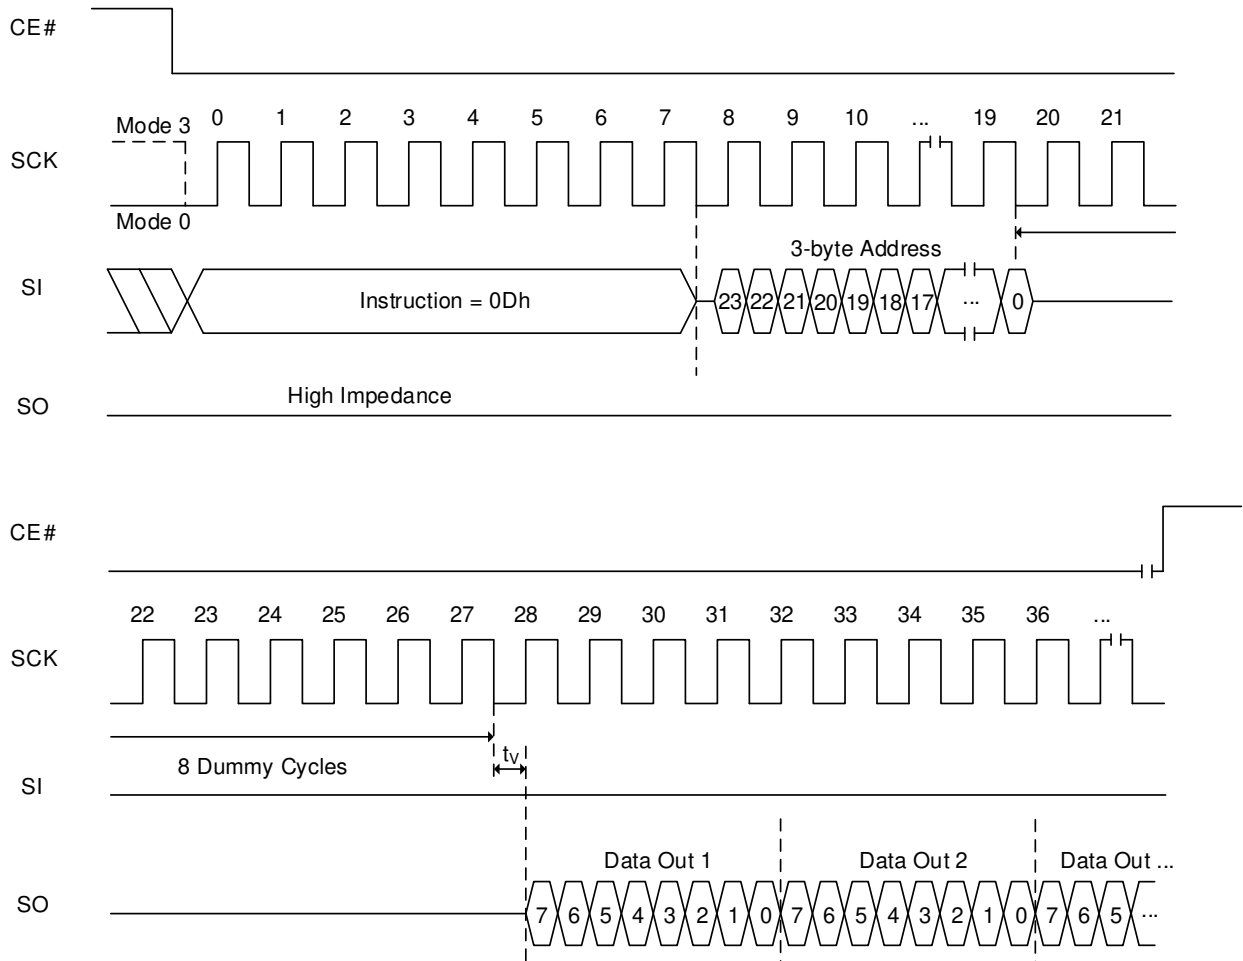 CE#
Mode 3
0 1 2 3 4 5 6 7 8 9 10 ... 19 20 21
SCK
Mode 0
3-byte Address
SI
Instruction = 0Dh
23 22 21 20 19 18 17 ... 0
High Impedance
SO
CE#
22 23 24 25 26 27 28 29 30 31 32 33 34 35 36 ...
SCK
8 Dummy Cycles
tV
SI
Data Out 1 Data Out 2 Data Out ...
SO
7 6 5 4 3 2 1 0 7 6 5 4 3 2 1 0 7 6 5 ...